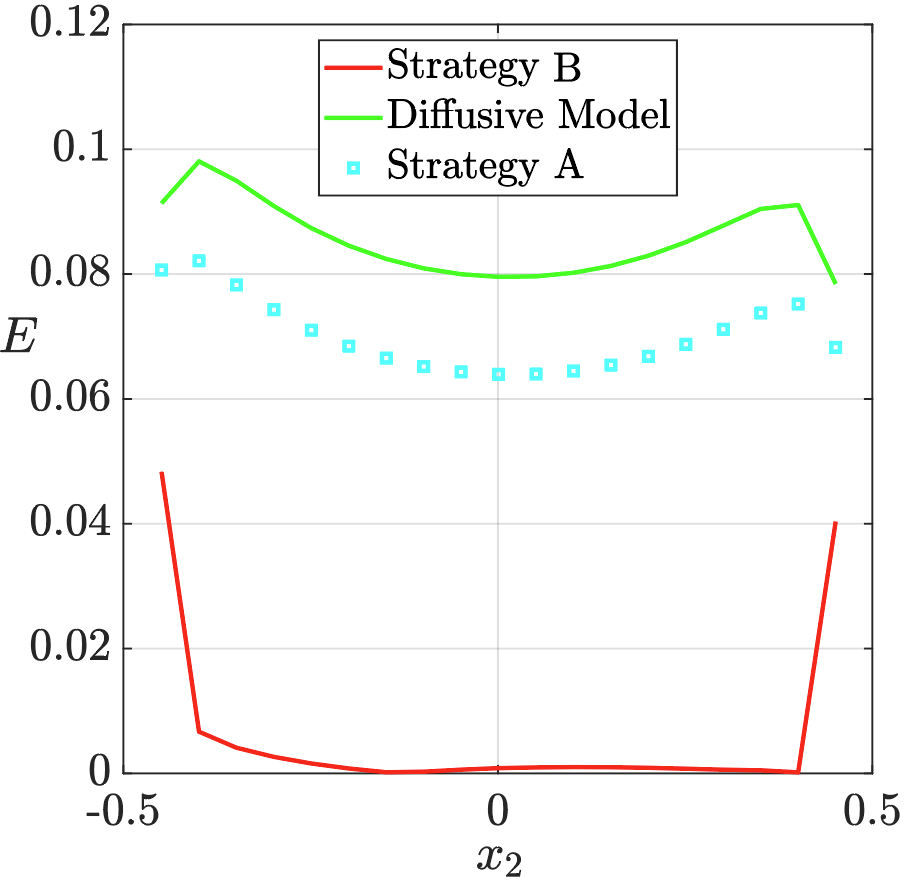 0.12
Strategy B
Diffusive Model
Strategy A
0.1
0.08
E
0.06
0.04
0.02
0
-0.5
0
0.5
x₂